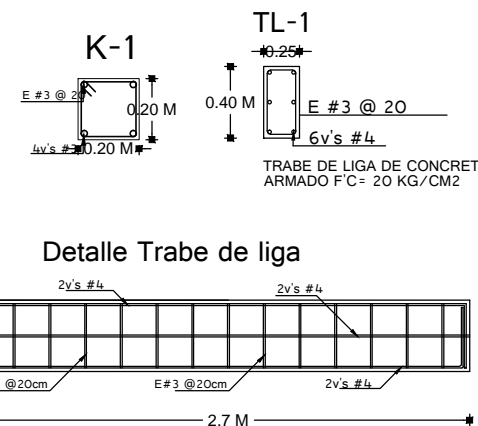 TL-1
K-1
0.25
E #3 @ 20
0.20 M
0.40 M
E #3 @ 20
4v's #3
0.20 M
6v's #4
TRABE DE LIGA DE CONCRET
ARMADO F'C= 20 KG/CM2
Detalle Trabe de liga
2v's #4
2v's #4
@20cm
E#3 @20cm
2v's #4
2.7 M